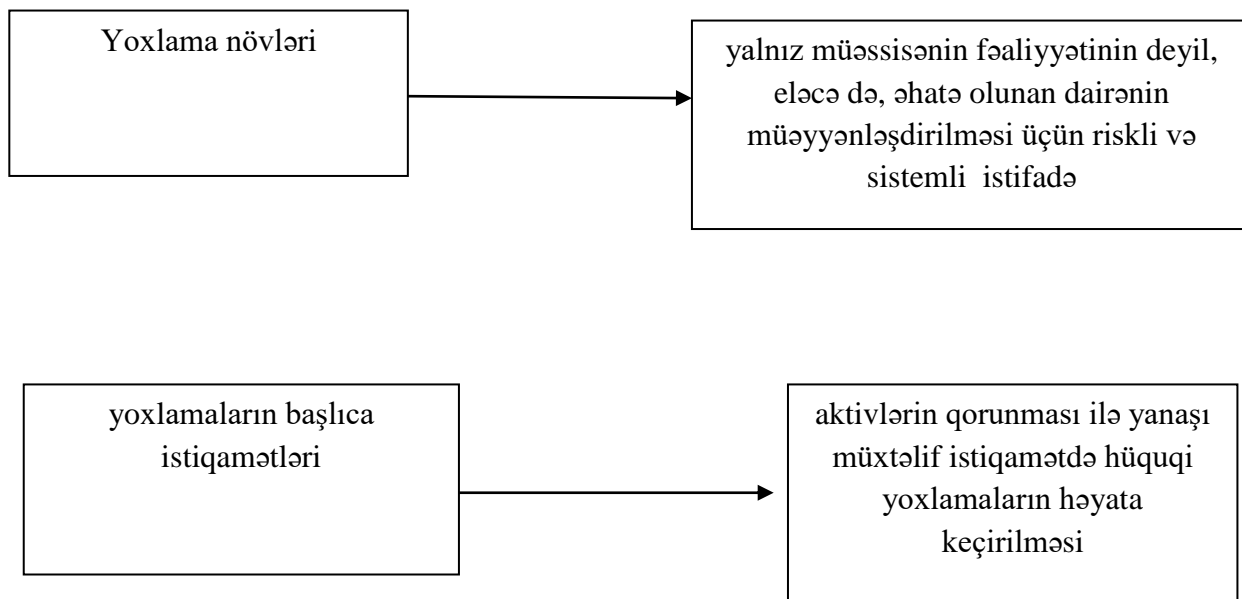 Yoxlama növləri
yalnız müəssisənin fəaliyyətinin deyil,
eləcə də, əhatə olunan dairənin
müəyyənləşdirilməsi üçün riskli və
sistemli istifadə
yoxlamaların başlıca
istiqamətləri
aktivlərin qorunması ilə yanaşı
müxtəlif istiqamətdə hüquqi
yoxlamaların həyata
keçirilməsi